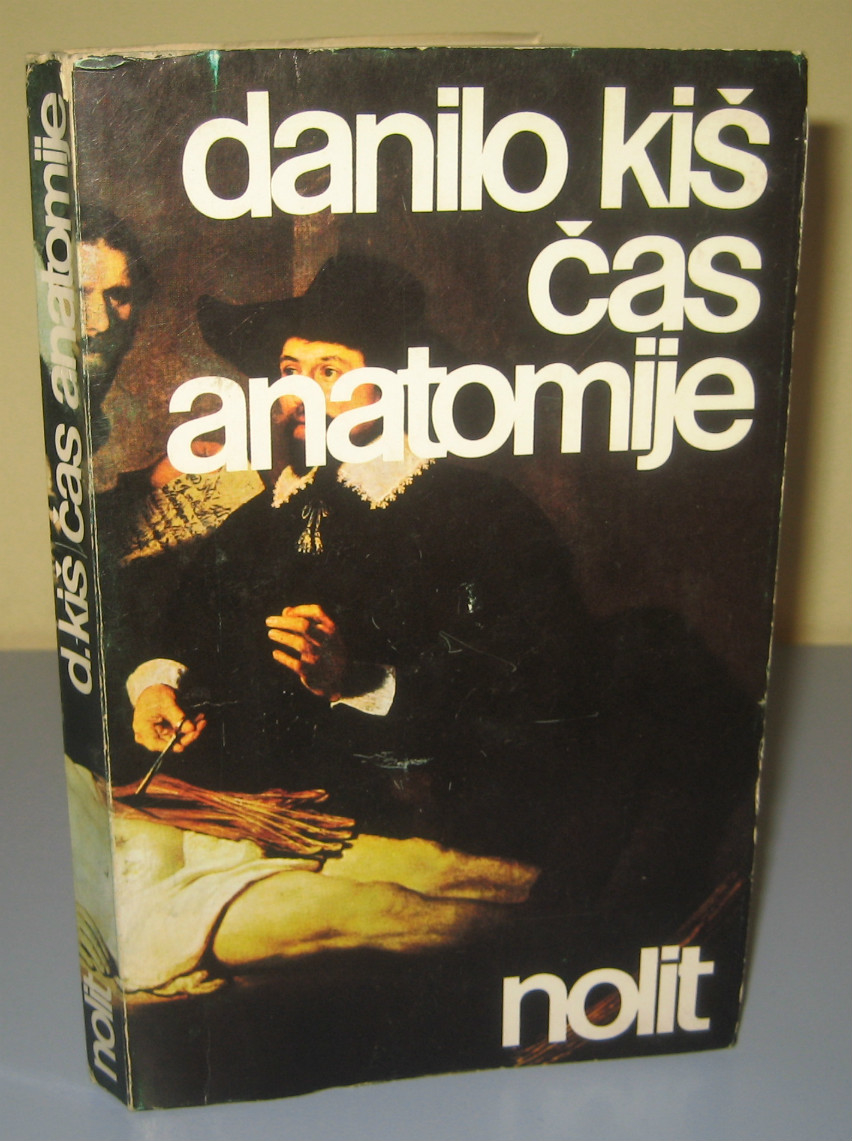 danilo kiš
čas
anatomije
nolit
d. kiš/čas anatomije
nolit